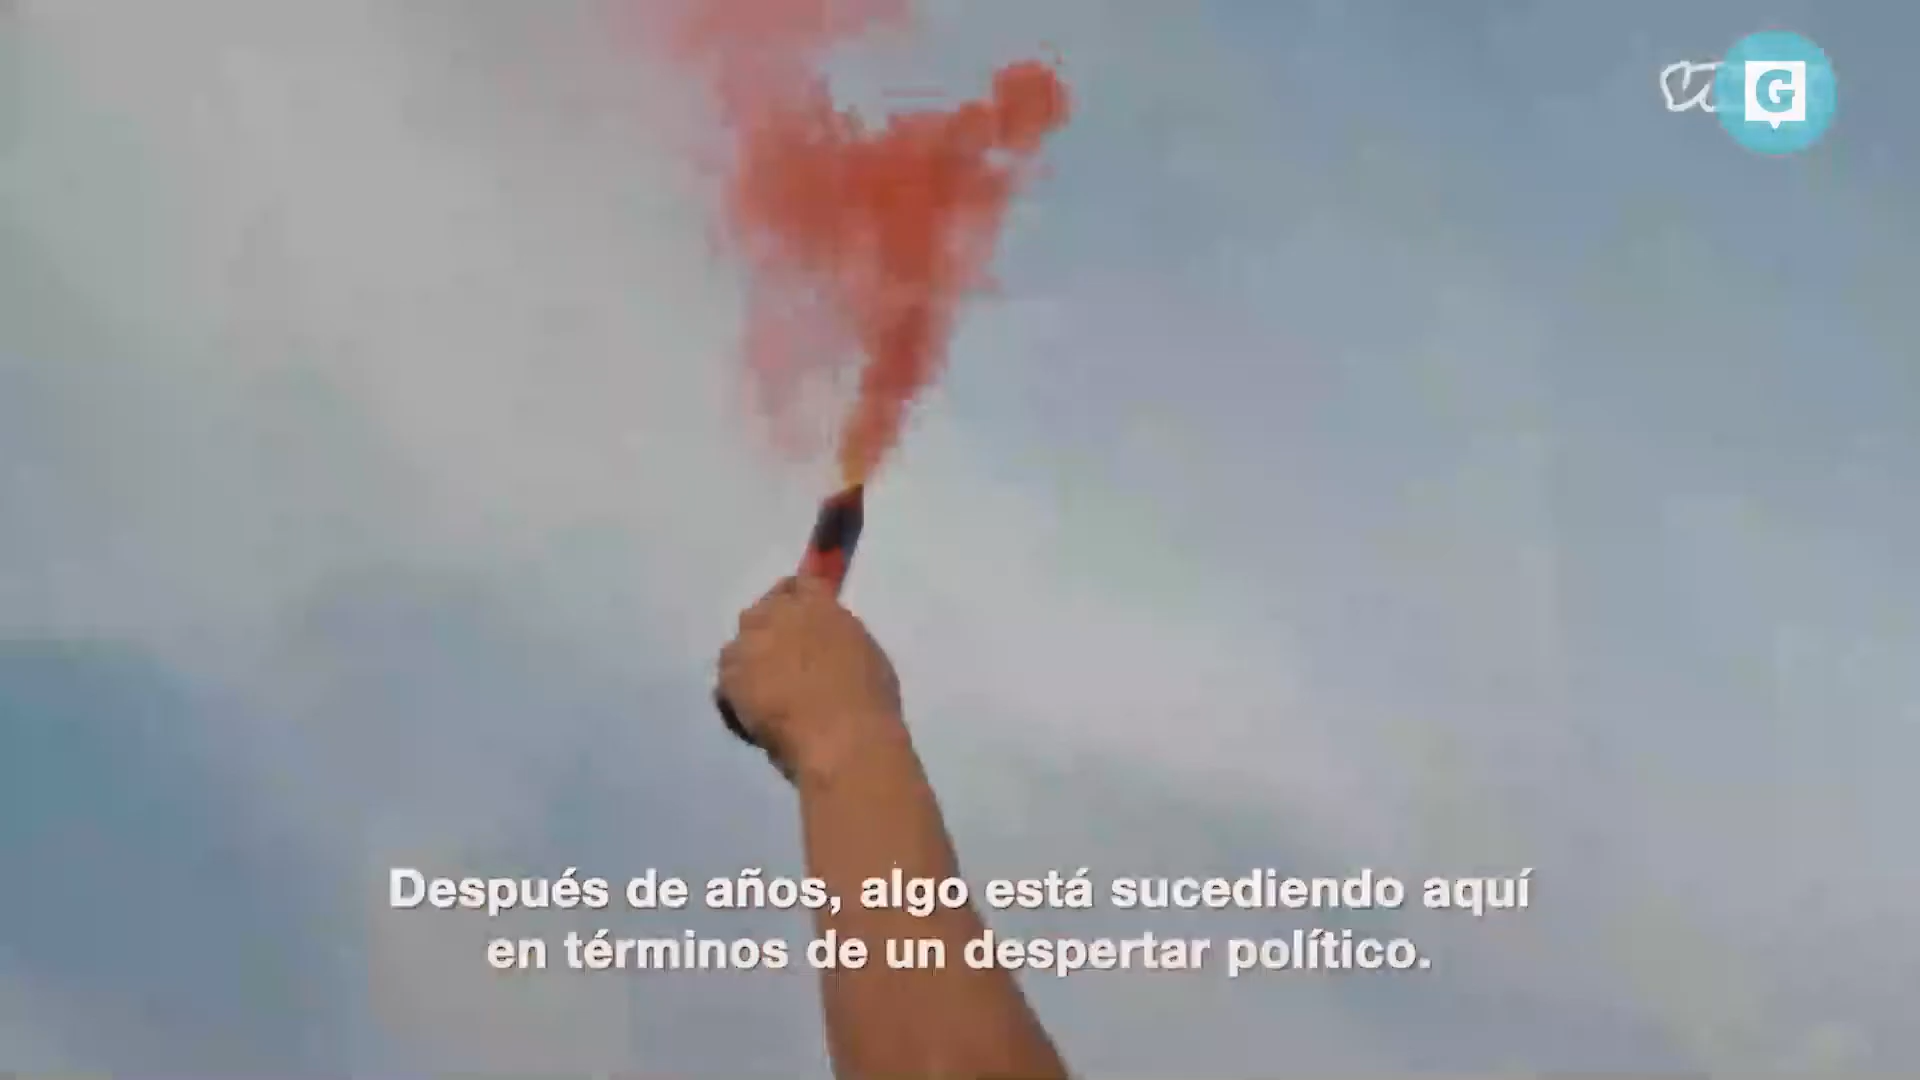 G
Después de años, algo está sucediendo aquí
en términos de un despertar político.